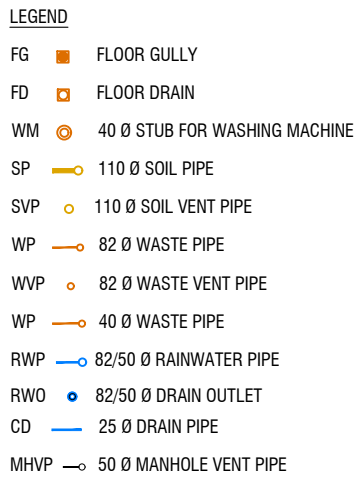 LEGEND
FG FLOOR GULLY
FD FLOOR DRAIN
WM 40 Ø STUB FOR WASHING MACHINE
SP 110 Ø SOIL PIPE
SVP 110 Ø SOIL VENT PIPE
WP 82 Ø WASTE PIPE
WVP 82 Ø WASTE VENT PIPE
WP 40 Ø WASTE PIPE
RWP 82/50 Ø RAINWATER PIPE
RWO 82/50 Ø DRAIN OUTLET
CD 25 Ø DRAIN PIPE
MHVP 50 Ø MANHOLE VENT PIPE